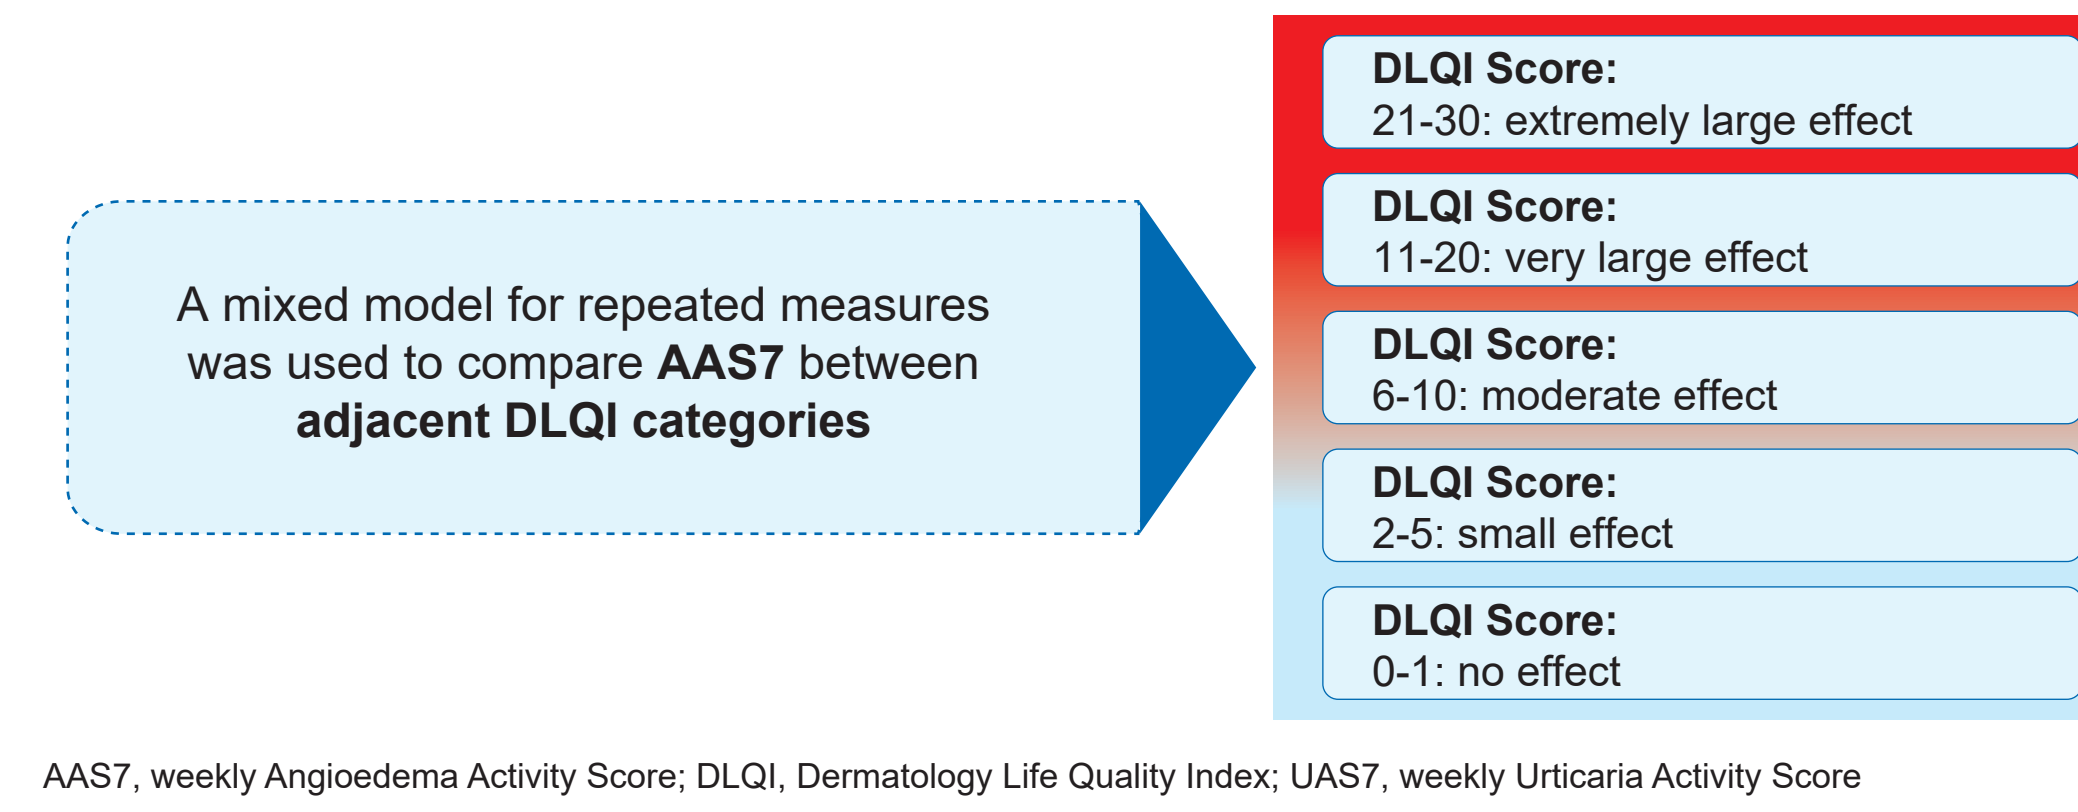 A mixed model for repeated measures
was used to compare AAS7 between
adjacent DLQI categories
DLQI Score:
21-30: extremely large effect
DLQI Score:
11-20: very large effect
DLQI Score:
6-10: moderate effect
DLQI Score:
2-5: small effect
DLQI Score:
0-1: no effect
AAS7, weekly Angioedema Activity Score; DLQI, Dermatology Life Quality Index; UAS7, weekly Urticaria Activity Score